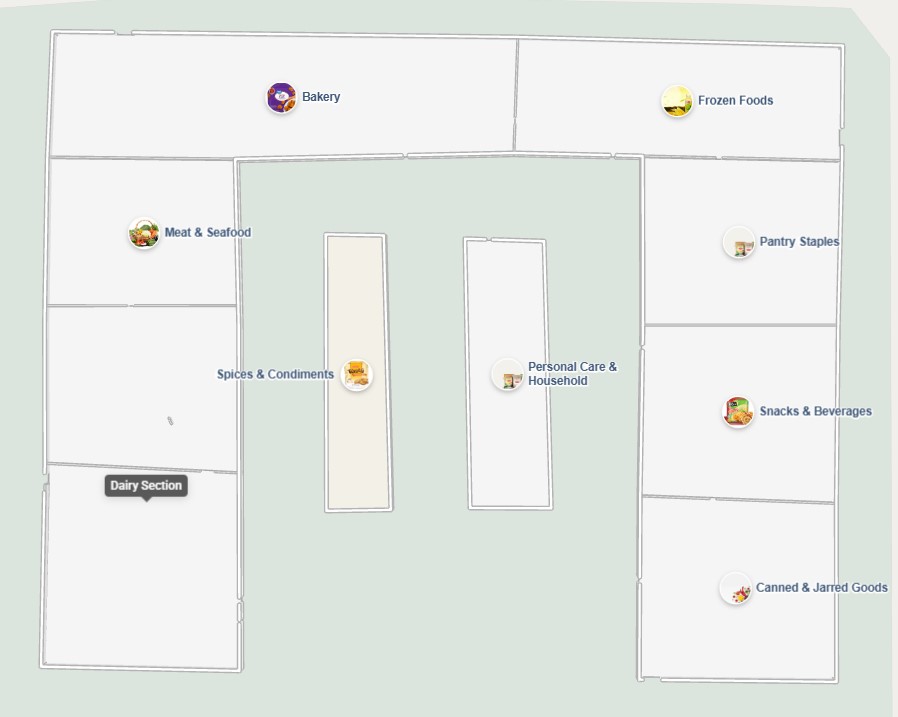 Bakery
Frozen Foods
Meat & Seafood
Pantry Staples
Spices & Condiments
Personal Care &
Household
Snacks & Beverages
Dairy Section
Canned & Jarred Goods